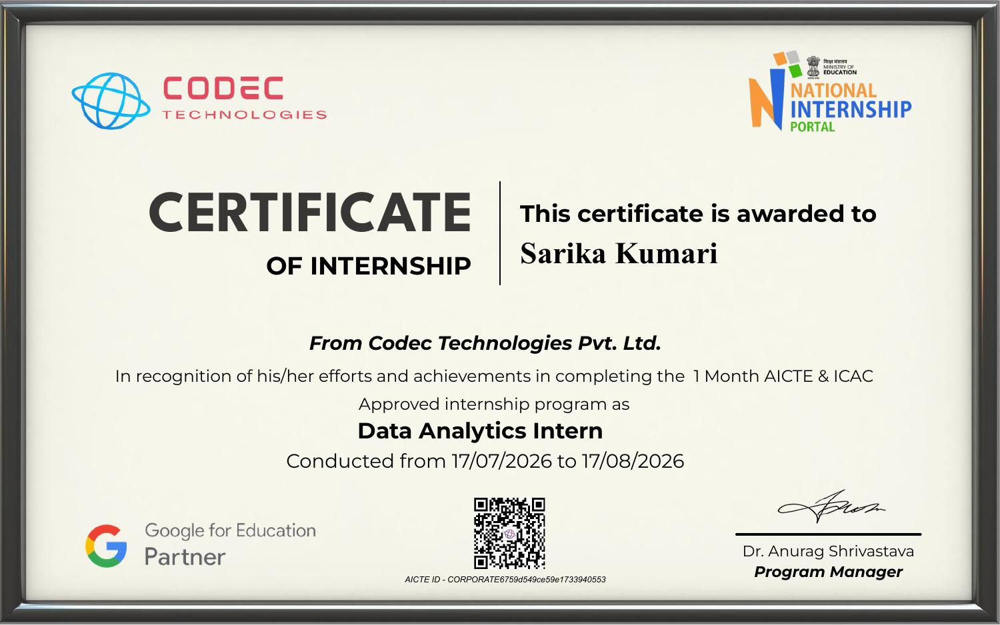 CODEC
TECHNOLOGIES
शिक्षा मंत्रालय
MINISTRY OF
EDUCATION
NATIONAL
INTERNSHIP
PORTAL
CERTIFICATE
OF INTERNSHIP
This certificate is awarded to
Sarika Kumari
From Codec Technologies Pvt. Ltd.
In recognition of his/her efforts and achievements in completing the 1 Month AICTE & ICAC
Approved internship program as
Data Analytics Intern
Conducted from 17/07/2026 to 17/08/2026
Google for Education
Partner
AICTE ID - CORPORATE6759d549ce59e1733940553
Dr. Anurag Shrivastava
Program Manager